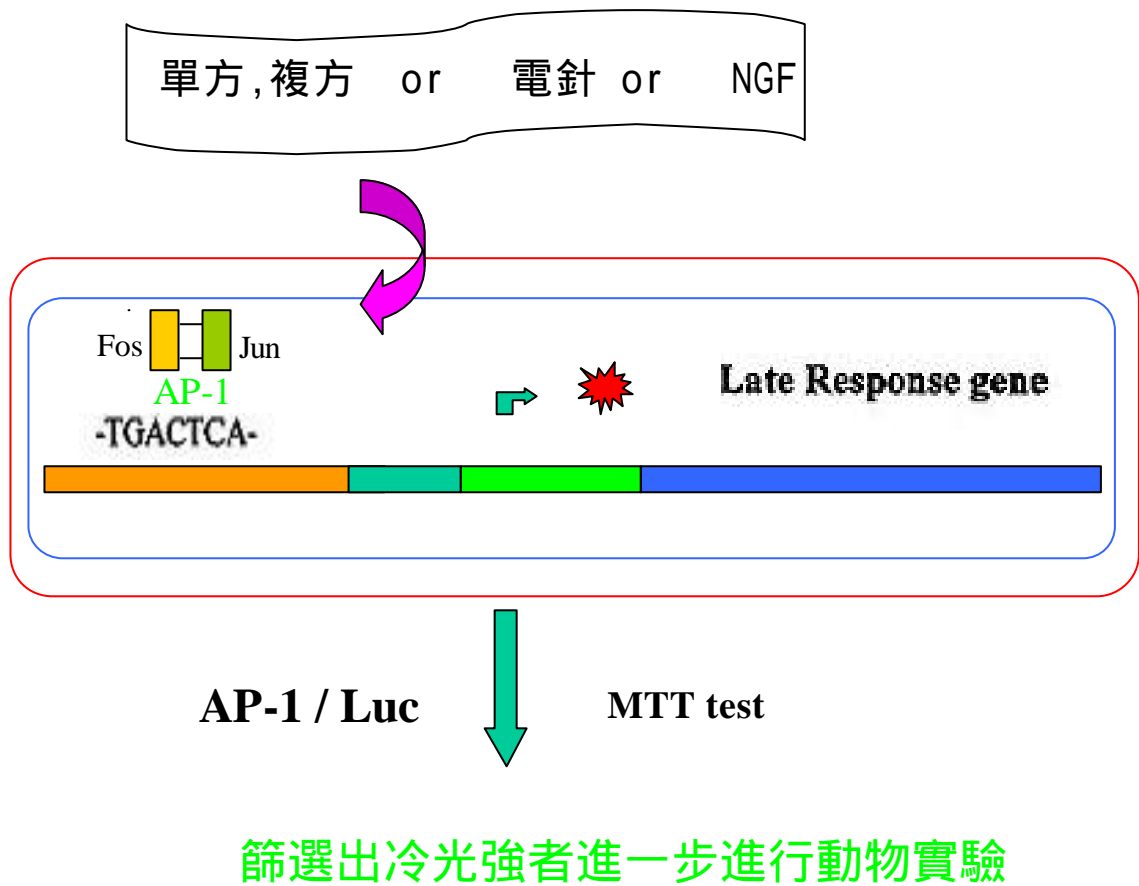 單方,複方 or 電針 or NGF
Fos Jun
AP-1
-TGACTCA-
Late Response gene
AP-1 / Luc
MTT test
篩選出冷光強者進一步進行動物實驗